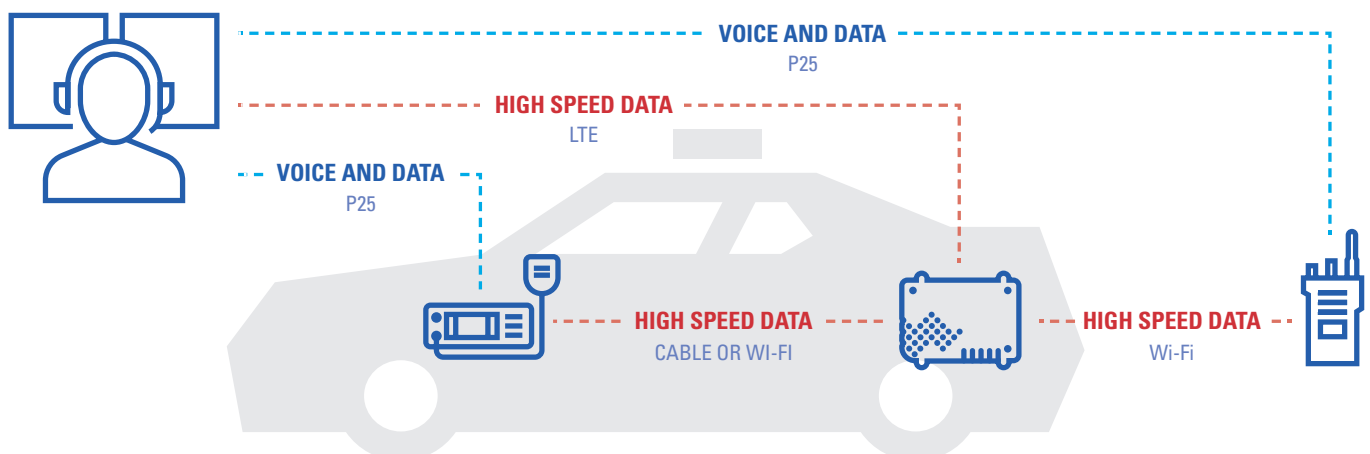 VOICE AND DATA
P25
HIGH SPEED DATA
LTE
VOICE AND DATA
P25
HIGH SPEED DATA
CABLE OR WI-FI
HIGH SPEED DATA
Wi-Fi